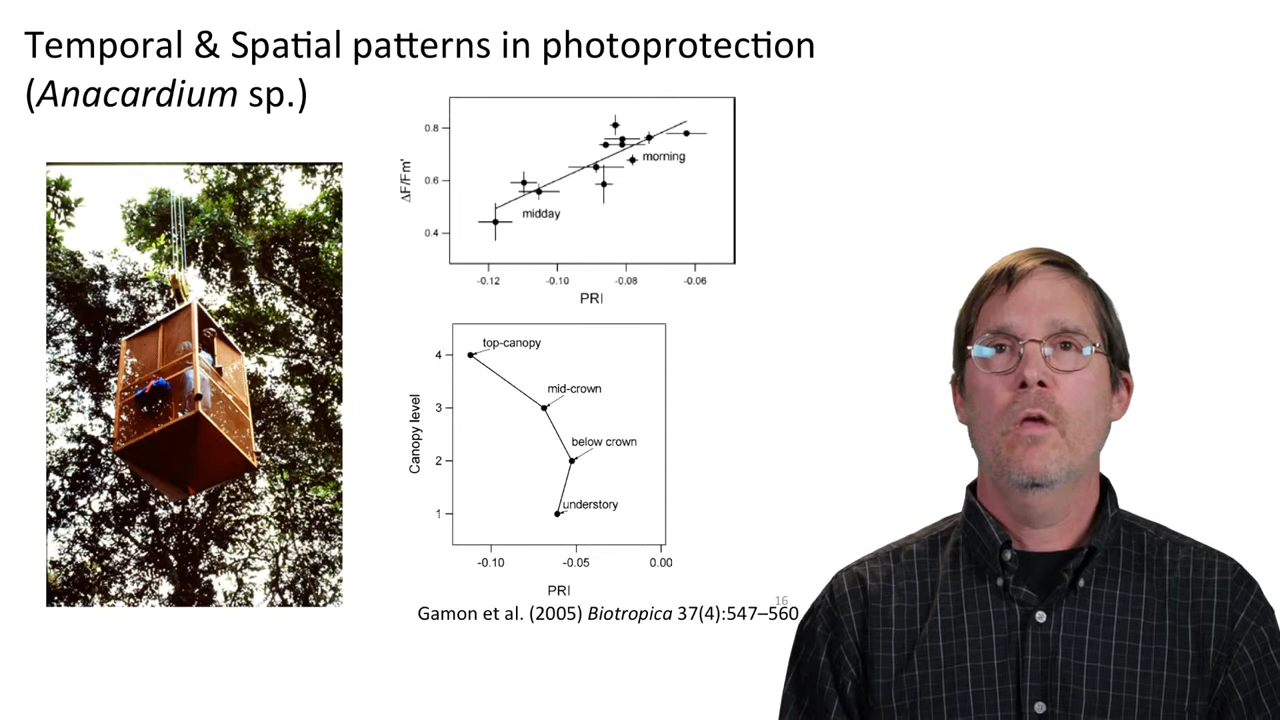 Temporal & Spatial patterns in photoprotection
(Anacardium sp.)
0.8
0.6
0.4
ΔF/Fm'
morning
midday
-0.12 -0.10 -0.08 -0.06
PRI
4
3
2
1
Canopy level
top-canopy
mid-crown
below crown
understory
-0.10 -0.05 0.00
PRI
16
Gamon et al. (2005) Biotropica 37(4):547–560